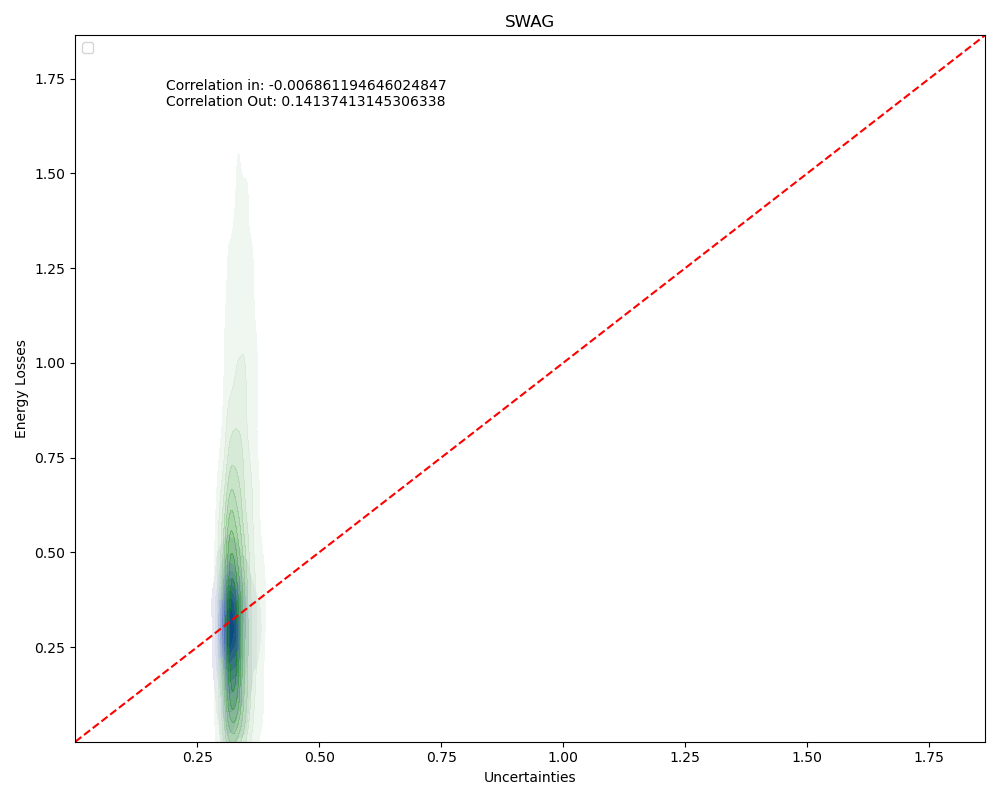 SWAG
Correlation in: -0.006861194646024847
Correlation Out: 0.14137413145306338
1.75
1.50
1.25
1.00
0.75
0.50
0.25
Energy Losses
0.25 0.50 0.75 1.00 1.25 1.50 1.75
Uncertainties